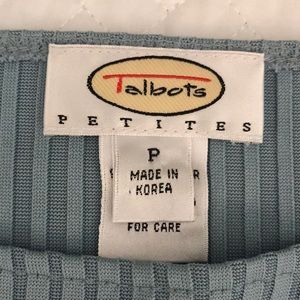 Talbots
PETITES
P
MADE IN
KOREA
FOR CARE